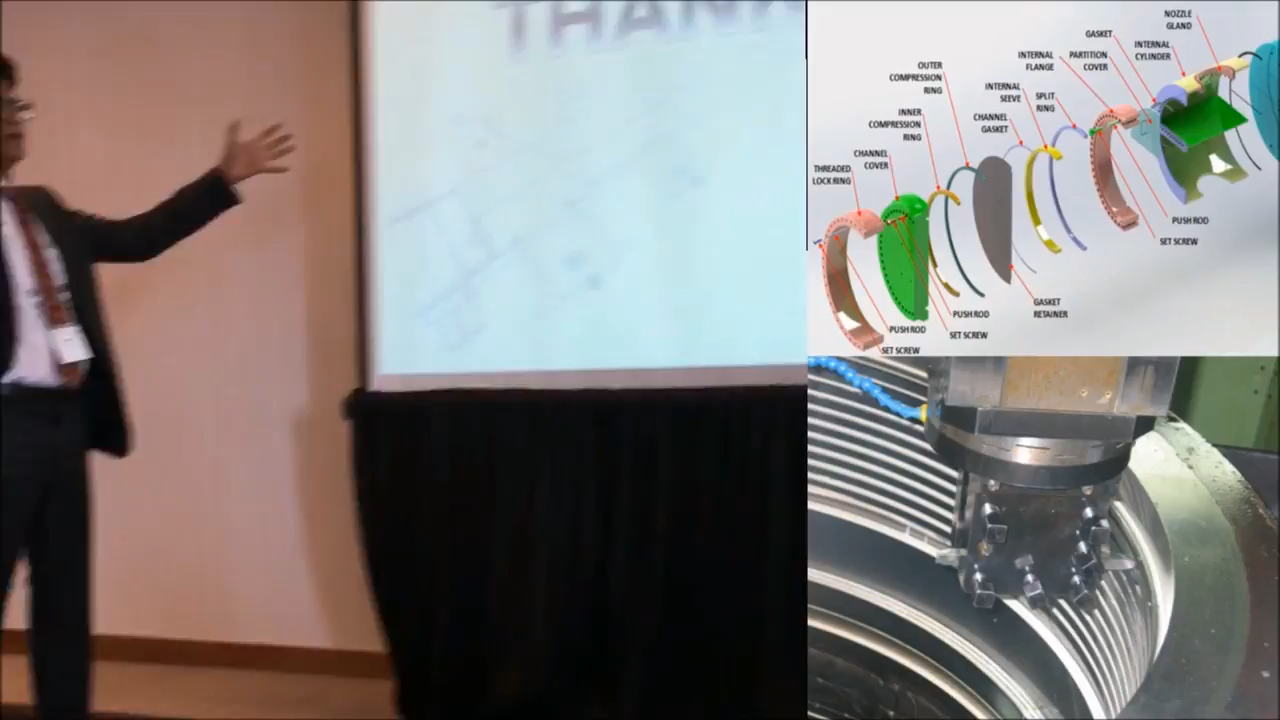 THANK
NOZZLE
GLAND
GASKET
INTERNAL
CYLINDER
INTERNAL
FLANGE
PARTITION
COVER
OUTER
COMPRESSION
RING
INTERNAL
SEEVE
SPLIT
RING
INNER
COMPRESSION
RING
CHANNEL
GASKET
CHANNEL
COVER
THREADED
LOCK RING
PUSH ROD
SET SCREW
GASKET
RETAINER
PUSH ROD
SET SCREW
PUSH ROD
SET SCREW